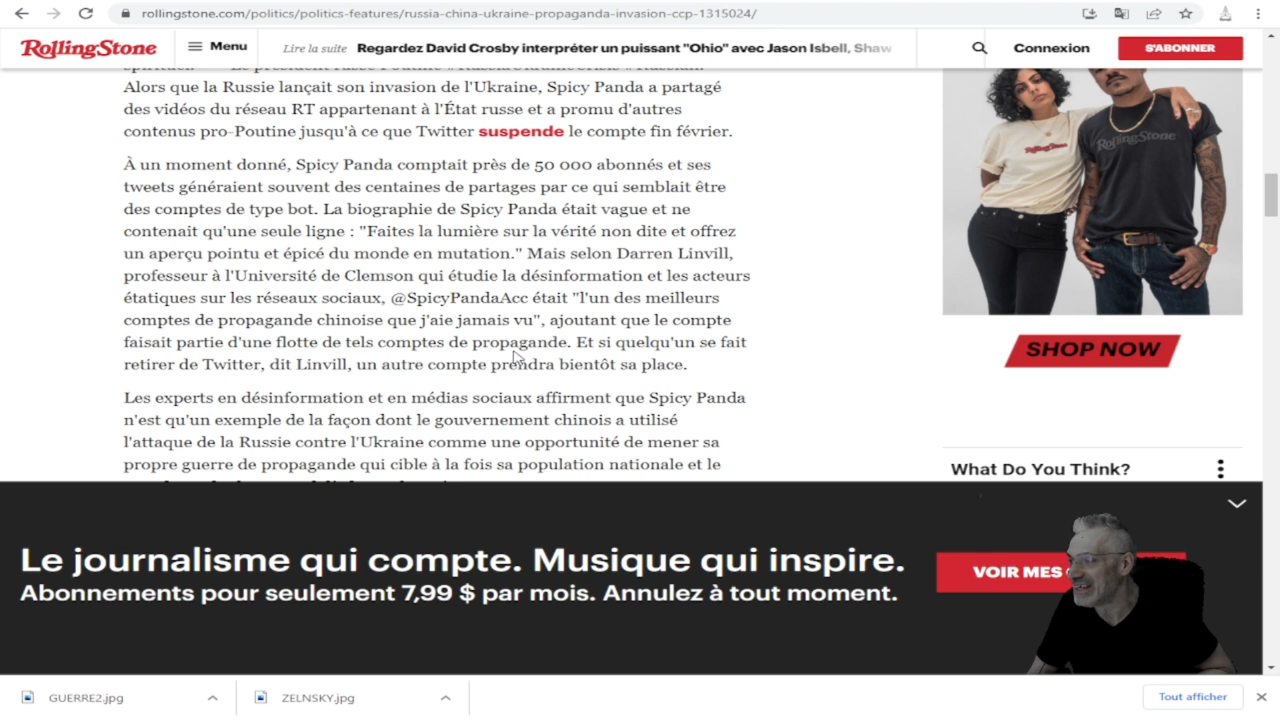 rollingstone.com/politics/politics-features/russia-china-ukraine-propaganda-invasion-ccp-1315024/
RollingStone
Menu
Lire la suite Regardez David Crosby interpréter un puissant "Ohio" avec Jason Isbell, Shaw
Connexion
S'ABONNER
Alors que la Russie lançait son invasion de l'Ukraine, Spicy Panda a partagé
des vidéos du réseau RT appartenant à l'État russe et a promu d'autres
contenus pro-Poutine jusqu'à ce que Twitter suspende le compte fin février.
À un moment donné, Spicy Panda comptait près de 50 000 abonnés et ses
tweets généraient souvent des centaines de partages par ce qui semblait être
des comptes de type bot. La biographie de Spicy Panda était vague et ne
contenait qu'une seule ligne : "Faites la lumière sur la vérité non dite et offrez
un aperçu pointu et épicé du monde en mutation." Mais selon Darren Linvill,
professeur à l'Université de Clemson qui étudie la désinformation et les acteurs
étatiques sur les réseaux sociaux, @SpicyPandaAcc était "l'un des meilleurs
comptes de propagande chinoise que j'aie jamais vu", ajoutant que le compte
faisait partie d'une flotte de tels comptes de propagande. Et si quelqu'un se fait
retirer de Twitter, dit Linvill, un autre compte prendra bientôt sa place.
Les experts en désinformation et en médias sociaux affirment que Spicy Panda
n'est qu'un exemple de la façon dont le gouvernement chinois a utilisé
l'attaque de la Russie contre l'Ukraine comme une opportunité de mener sa
propre guerre de propagande qui cible à la fois sa population nationale et le
RollingStone
RollingStone
SHOP NOW
What Do You Think?
Le journalisme qui compte. Musique qui inspire.
Abonnements pour seulement 7,99 $ par mois. Annulez à tout moment.
VOIR MES
GUERRE2.jpg
ZELNSKY.jpg
Tout afficher